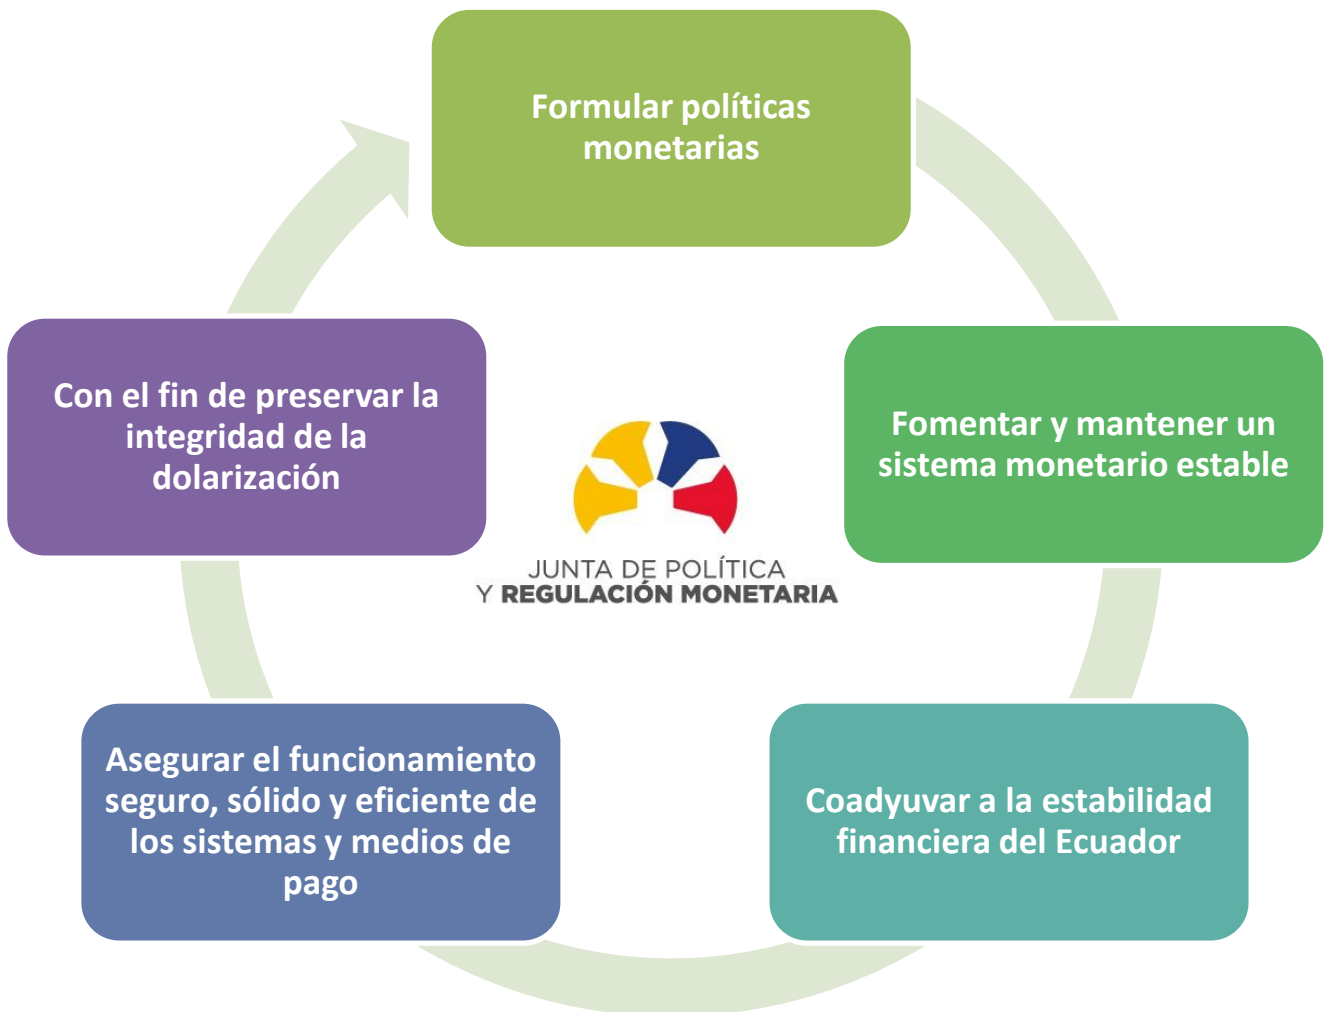 Formular políticas
monetarias
Fomentar y mantener un
sistema monetario estable
Coadyuvar a la estabilidad
financiera del Ecuador
Asegurar el funcionamiento
seguro, sólido y eficiente de
los sistemas y medios de
pago
Con el fin de preservar la
integridad de la
dolarización
JUNTA DE POLÍTICA
Y REGULACIÓN MONETARIA